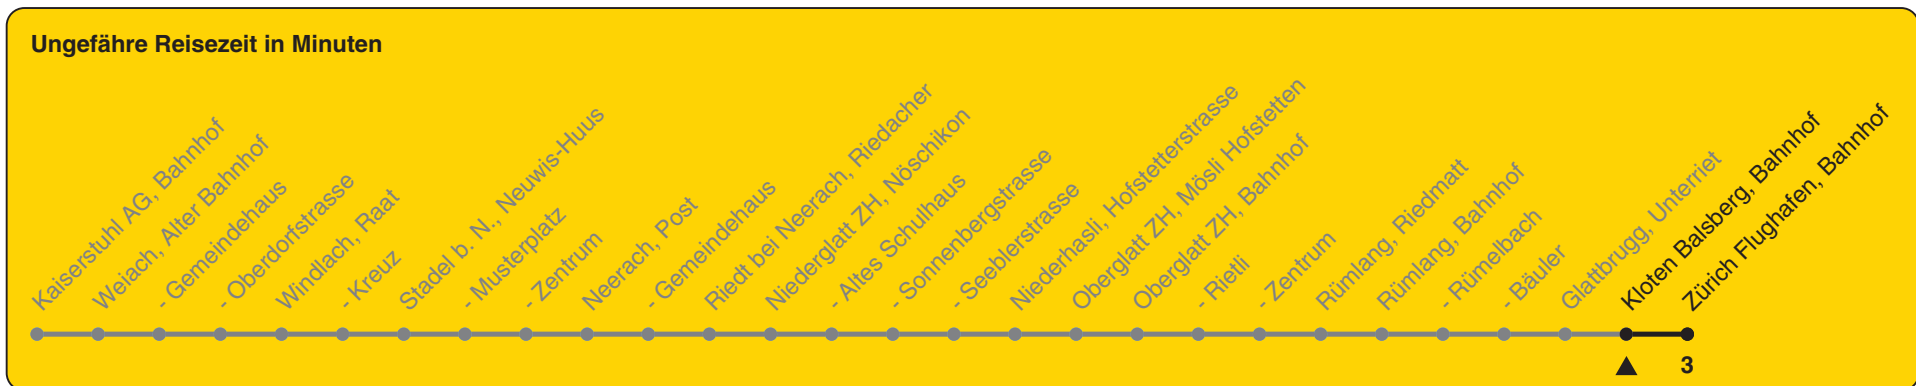 Ungefähre Reisezeit in Minuten
Kaiserstuhl AG, Bahnhof
Weiach, Alter Bahnhof
- Gemeindehaus
- Oberdorfstrasse
Windlach, Raat
- Kreuz
Stadel b. N., Neuwis-Huus
- Musterplatz
- Zentrum
Neerach, Post
- Gemeindehaus
Riedt bei Neerach, Riedacher
Niederglatt ZH, Nöschikon
- Altes Schulhaus
- Sonnenbergstrasse
- Seeblerstrasse
Niederhasli, Hofstetterstrasse
Oberglatt ZH, Mösli Hofstetten
Oberglatt ZH, Bahnhof
- Rietli
- Zentrum
Rümlang, Riedmatt
Rümlang, Bahnhof
- Rümelbach
- Bäuler
Glattbrugg, Unterriet
Kloten Balsberg, Bahnhof
Zürich Flughafen, Bahnhof
3